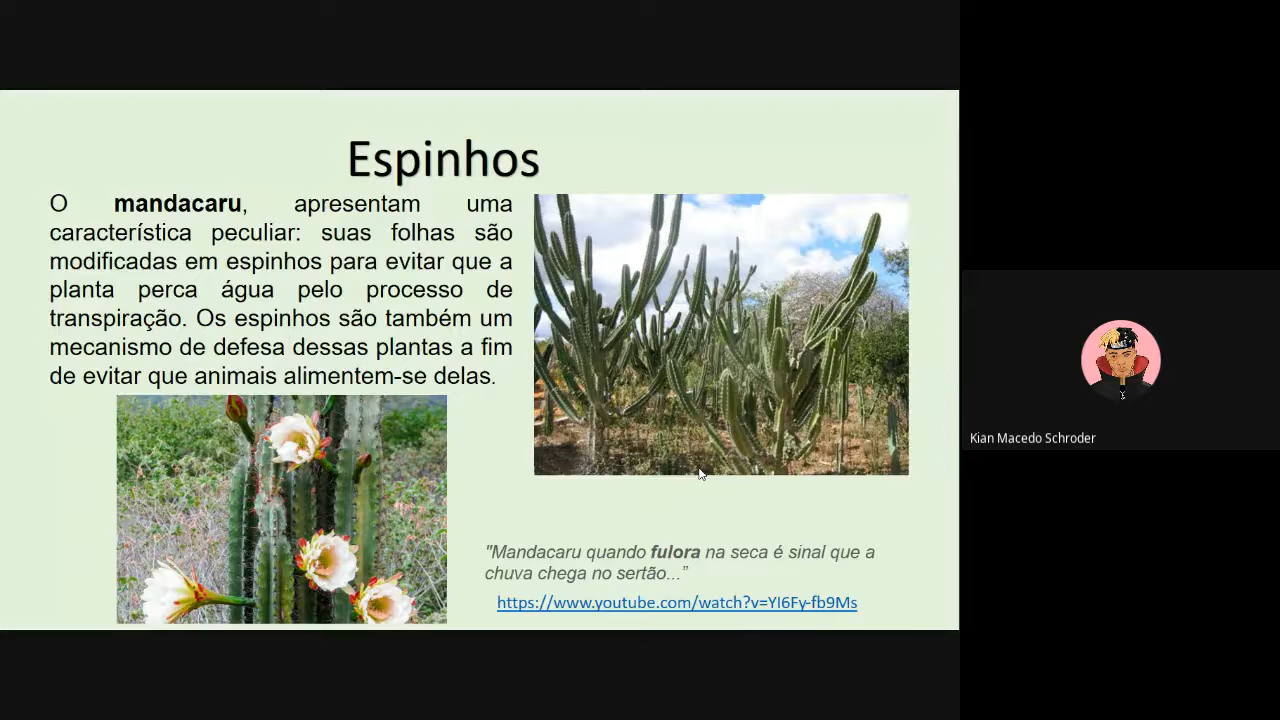 Espinhos
O mandacaru, apresentam uma
característica peculiar: suas folhas são
modificadas em espinhos para evitar que a
planta perca água pelo processo de
transpiração. Os espinhos são também um
mecanismo de defesa dessas plantas a fim
de evitar que animais alimentem-se delas.
"Mandacaru quando fulora na seca é sinal que a
chuva chega no sertão...”
https://www.youtube.com/watch?v=YI6Fy-fb9Ms
Kian Macedo Schroder